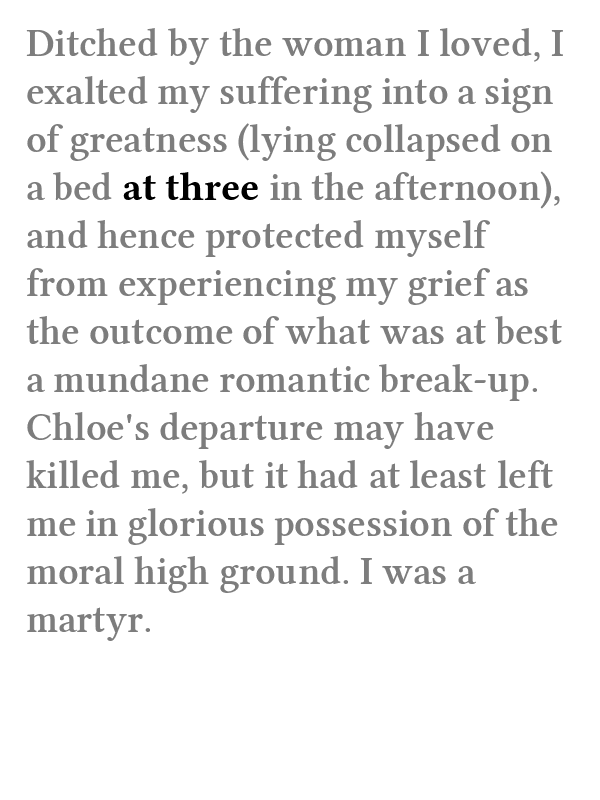 Ditched by the woman I loved, I
exalted my suffering into a sign
of greatness (lying collapsed on
a bed at three in the afternoon),
and hence protected myself
from experiencing my grief as
the outcome of what was at best
a mundane romantic break-up.
Chloe's departure may have
killed me, but it had at least left
me in glorious possession of the
moral high ground. I was a
martyr.